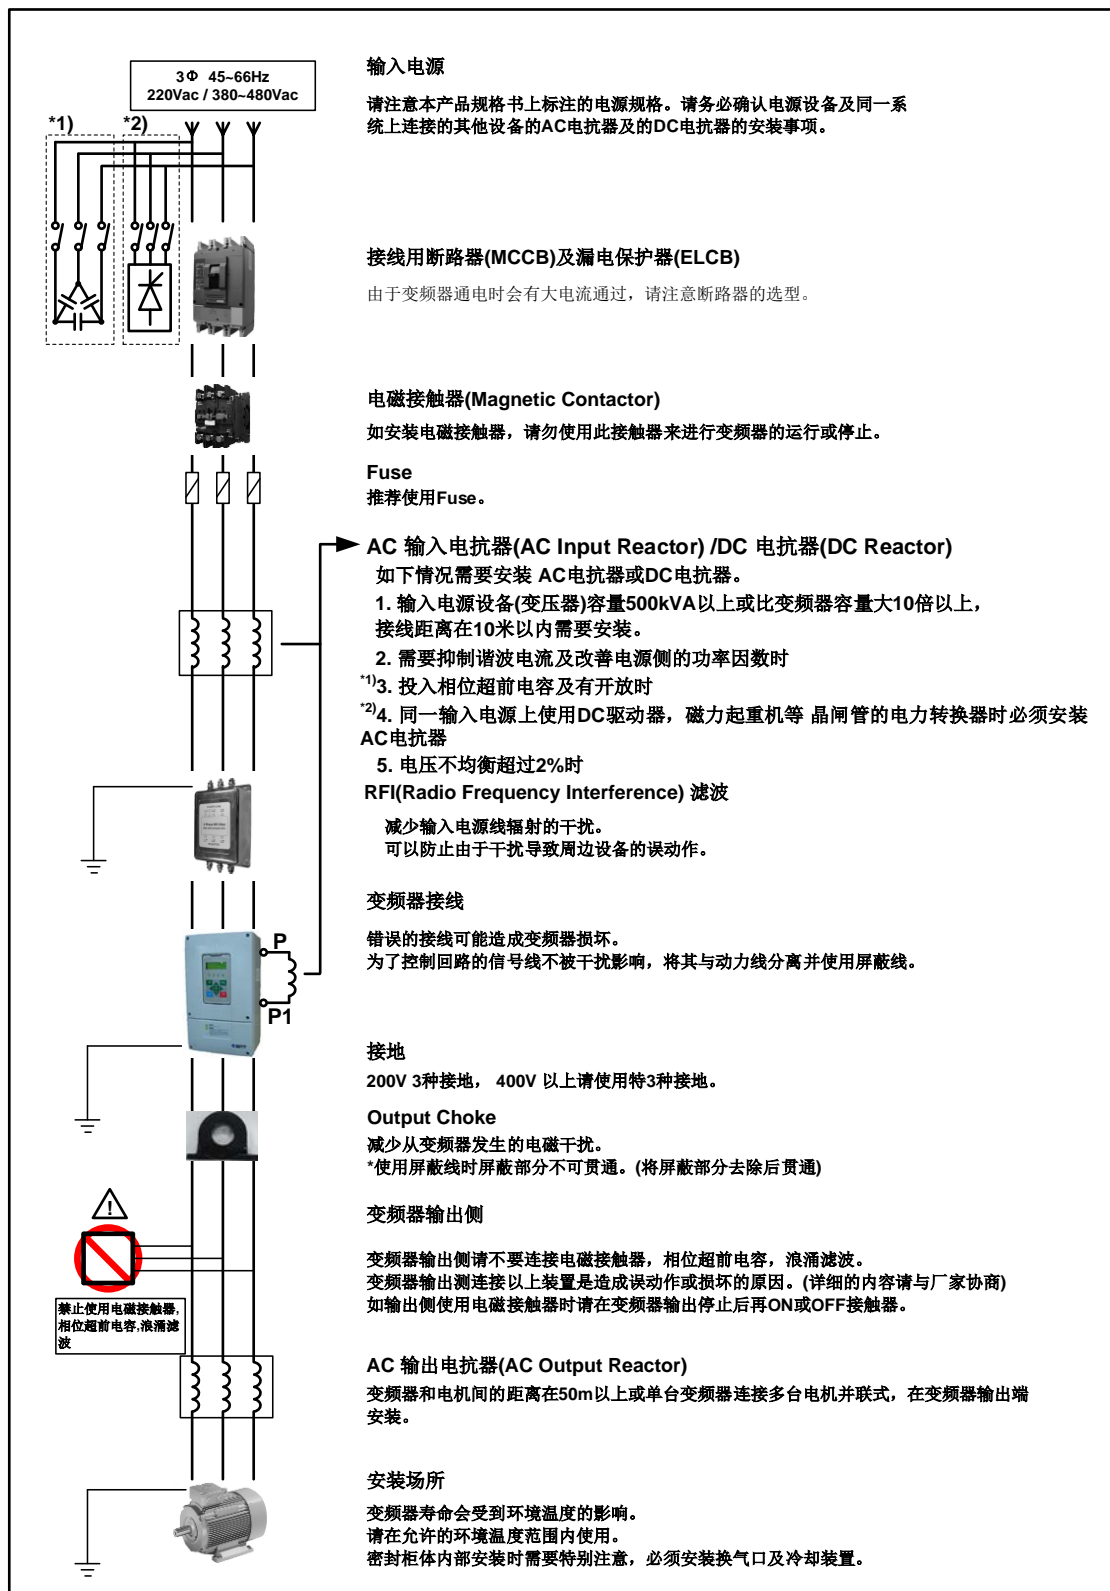 3Φ 45~66Hz
220Vac / 380~480Vac
*1)
*2)
输入电源
请注意本产品规格书上标注的电源规格。请务必确认电源设备及同一系
统上连接的其他设备的AC电抗器及的DC电抗器的安装事项。
接线用断路器(MCCB)及漏电保护器(ELCB)
由于变频器通电时会有大电流通过，请注意断路器的选型。
电磁接触器(Magnetic Contactor)
如安装电磁接触器，请勿使用此接触器来进行变频器的运行或停止。
Fuse
推荐使用Fuse。
AC 输入电抗器(AC Input Reactor) /DC 电抗器(DC Reactor)
如下情况需要安装 AC电抗器或DC电抗器。
1. 输入电源设备(变压器)容量500kVA以上或比变频器容量大10倍以上，
接线距离在10米以内需要安装。
2. 需要抑制谐波电流及改善电源侧的功率因数时
*1)3. 投入相位超前电容及有开放时
*2)4. 同一输入电源上使用DC驱动器，磁力起重机等 晶闸管的电力转换器时必须安装
AC电抗器
5. 电压不均衡超过2%时
RFI(Radio Frequency Interference) 滤波
减少输入电源线辐射的干扰。
可以防止由于干扰导致周边设备的误动作。
变频器接线
错误的接线可能造成变频器损坏。
为了控制回路的信号线不被干扰影响，将其与动力线分离并使用屏蔽线。
P
P1
接地
200V 3种接地， 400V 以上请使用特3种接地。
Output Choke
减少从变频器发生的电磁干扰。
*使用屏蔽线时屏蔽部分不可贯通。(将屏蔽部分去除后贯通)
变频器输出侧
变频器输出侧请不要连接电磁接触器，相位超前电容，浪涌滤波。
变频器输出测连接以上装置是造成误动作或损坏的原因。(详细的内容请与厂家协商)
如输出侧使用电磁接触器时请在变频器输出停止后再ON或OFF接触器。
!
禁止使用电磁接触器,
相位超前电容,浪涌滤
波
AC 输出电抗器(AC Output Reactor)
变频器和电机间的距离在50m以上或单台变频器连接多台电机并联式，在变频器输出端
安装。
安装场所
变频器寿命会受到环境温度的影响。
请在允许的环境温度范围内使用。
密封柜体内部安装时需要特别注意，必须安装换气口及冷却装置。